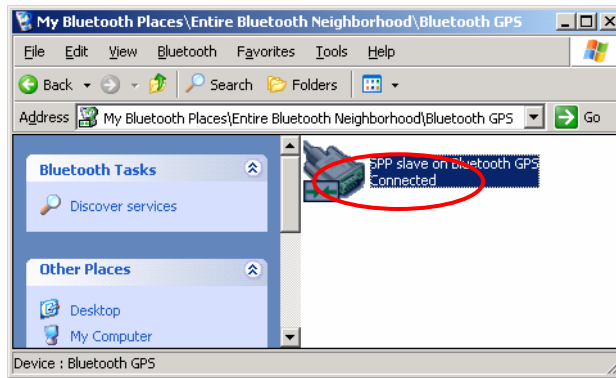 My Bluetooth Places\Entire Bluetooth Neighborhood\Bluetooth GPS
File Edit View Bluetooth Favorites Tools Help
Back Search Folders
Address My Bluetooth Places\Entire Bluetooth Neighborhood\Bluetooth GPS Go
Bluetooth Tasks
Discover services
Other Places
Desktop
My Computer
SPP slave on Bluetooth GPS
Connected
Device : Bluetooth GPS